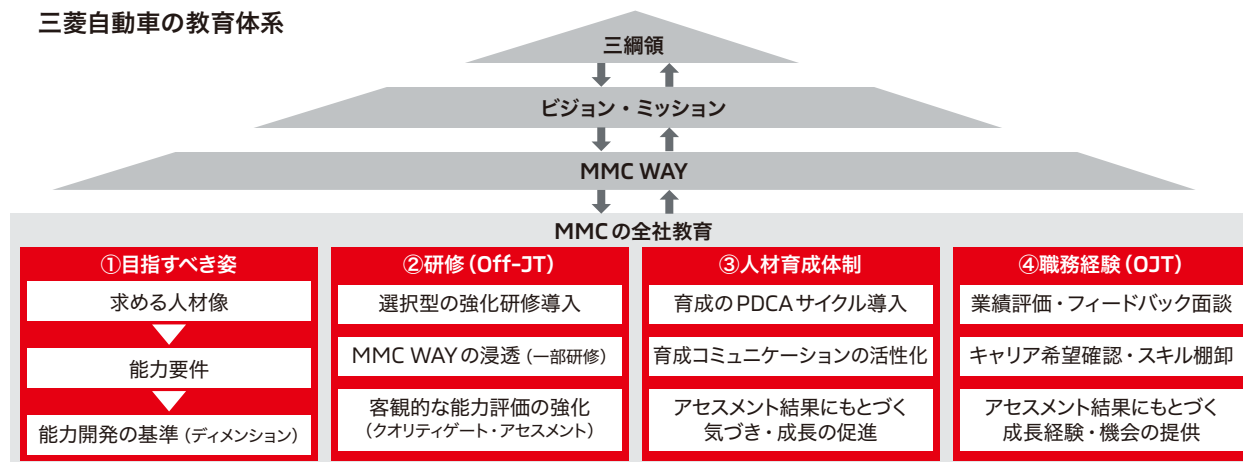 三菱自動車の教育体系
三綱領
ビジョン・ミッション
MMC WAY
MMCの全社教育
①目指すべき姿
求める人材像
能力要件
能力開発の基準（ディメンション）
②研修（Off-JT）
選択型の強化研修導入
MMC WAYの浸透（一部研修）
客観的な能力評価の強化
（クオリティゲート・アセスメント）
③人材育成体制
育成のPDCAサイクル導入
育成コミュニケーションの活性化
アセスメント結果にもとづく
気づき・成長の促進
④職務経験（OJT）
業績評価・フィードバック面談
キャリア希望確認・スキル棚卸
アセスメント結果にもとづく
成長経験・機会の提供